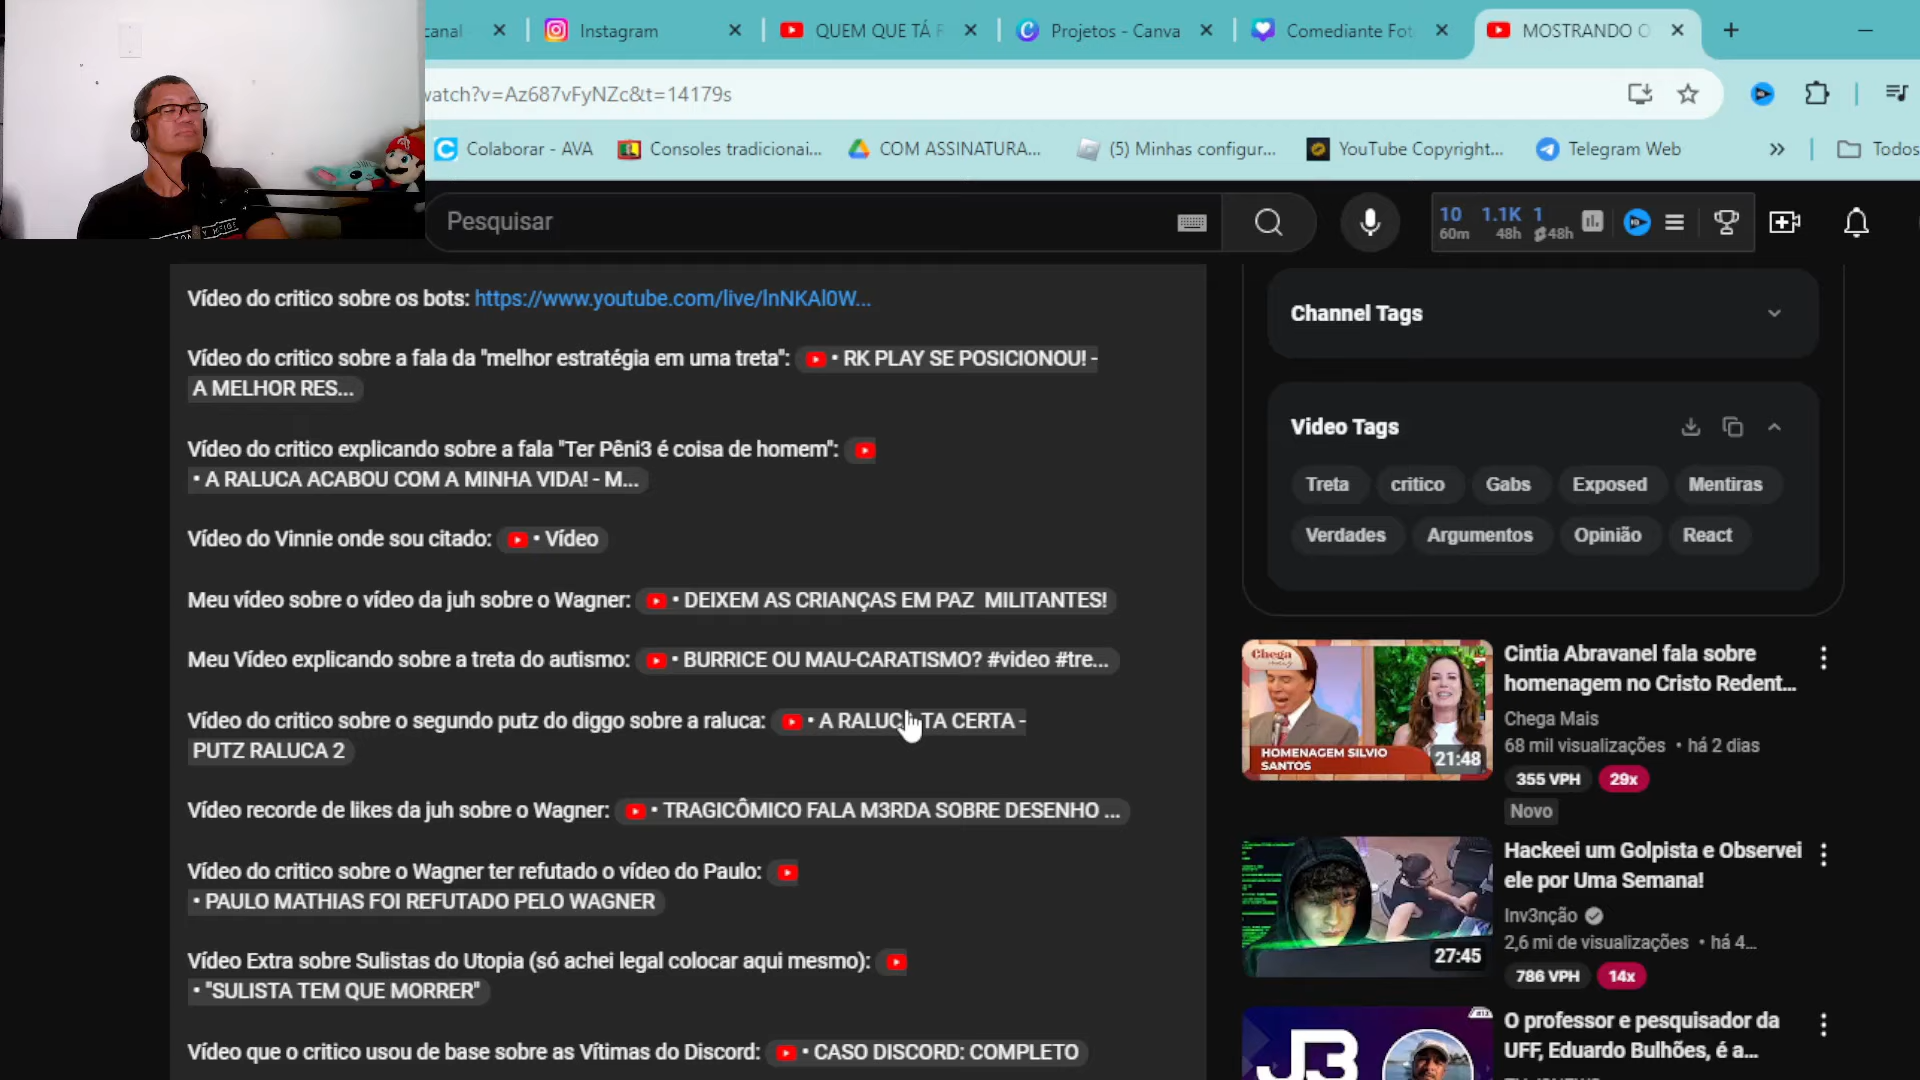 canal
Instagram
QUEM QUE TÁ F
Projetos - Canva
Comediante Fot
MOSTRANDO O
watch?v=Az687vFyNZc&t=14179s
Colaborar - AVA
Consoles tradicionai...
COM ASSINATURA...
(5) Minhas configur...
YouTube Copyright...
Telegram Web
Todos
Pesquisar
10 1.1K 1
60m 48h 48h
Vídeo do critico sobre os bots: https://www.youtube.com/live/lnNKAl0W...
Vídeo do critico sobre a fala da "melhor estratégia em uma treta": • RK PLAY SE POSICIONOU! -
A MELHOR RES...
Vídeo do critico explicando sobre a fala "Ter Pêni3 é coisa de homem":
• A RALUCA ACABOU COM A MINHA VIDA! - M...
Vídeo do Vinnie onde sou citado: • Vídeo
Meu vídeo sobre o vídeo da juh sobre o Wagner: • DEIXEM AS CRIANÇAS EM PAZ MILITANTES!
Meu Vídeo explicando sobre a treta do autismo: • BURRICE OU MAU-CARATISMO? #video #tre...
Vídeo do critico sobre o segundo putz do diggo sobre a raluca: • A RALUCA TA CERTA -
PUTZ RALUCA 2
Vídeo recorde de likes da juh sobre o Wagner: • TRAGICÔMICO FALA M3RDA SOBRE DESENHO ...
Vídeo do critico sobre o Wagner ter refutado o vídeo do Paulo:
• PAULO MATHIAS FOI REFUTADO PELO WAGNER
Vídeo Extra sobre Sulistas do Utopia (só achei legal colocar aqui mesmo):
• "SULISTA TEM QUE MORRER"
Vídeo que o critico usou de base sobre as Vítimas do Discord: • CASO DISCORD: COMPLETO
Channel Tags
Video Tags
Treta critico Gabs Exposed Mentiras
Verdades Argumentos Opinião React
Chega
HOMENAGEM SILVIO
SANTOS
21:48
Cintia Abravanel fala sobre
homenagem no Cristo Redent...
Chega Mais
68 mil visualizações • há 2 dias
355 VPH 29x
Novo
27:45
Hackeei um Golpista e Observei
ele por Uma Semana!
Inv3nção
2,6 mi de visualizações • há 4...
786 VPH 14x
J3
O professor e pesquisador da
UFF, Eduardo Bulhões, é a...